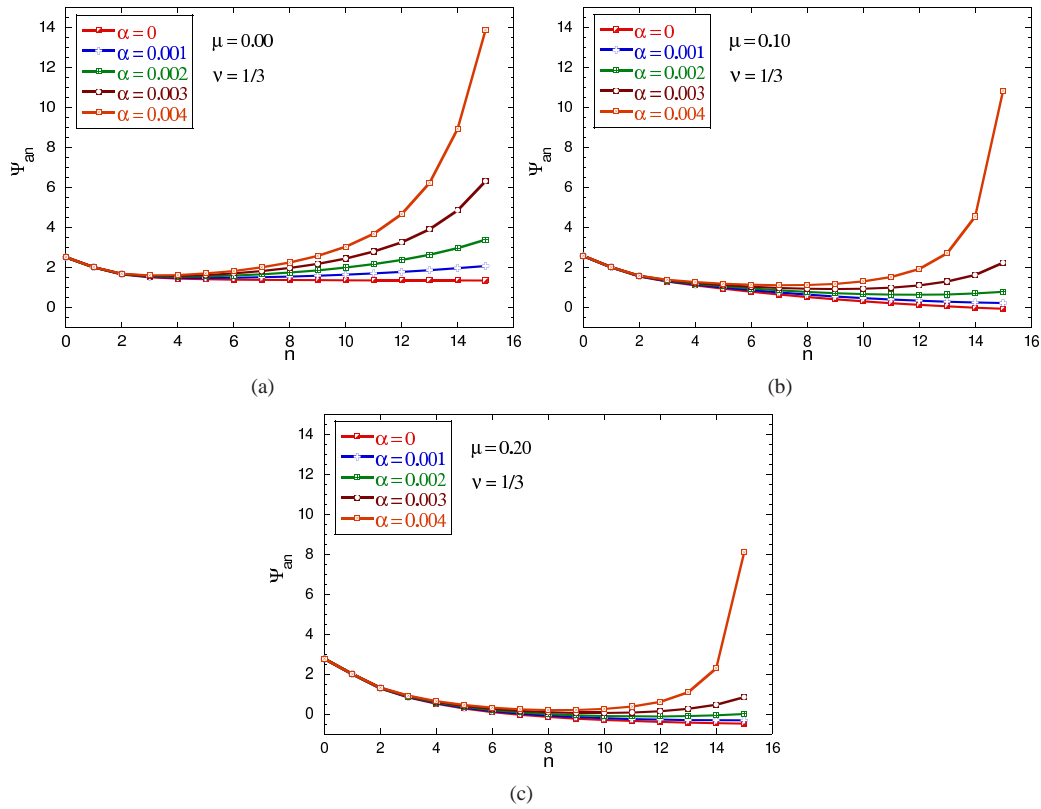 14
12
10
8
6
4
2
0
Ψan
α = 0
α = 0.001
α = 0.002
α = 0.003
α = 0.004
μ = 0.00
ν = 1/3
0 2 4 6 8 10 12 14 16
n
(a)
14
12
10
8
6
4
2
0
Ψan
α = 0
α = 0.001
α = 0.002
α = 0.003
α = 0.004
μ = 0.10
ν = 1/3
0 2 4 6 8 10 12 14 16
n
(b)
14
12
10
8
6
4
2
0
Ψan
α = 0
α = 0.001
α = 0.002
α = 0.003
α = 0.004
μ = 0.20
ν = 1/3
0 2 4 6 8 10 12 14 16
n
(c)